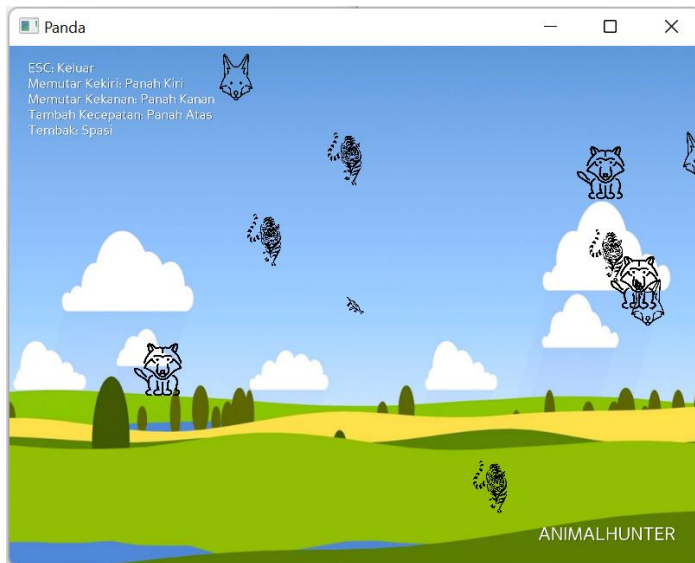 Panda
ESC: Keluar
Memutar Kekiri: Panah Kiri
Memutar Kekanan: Panah Kanan
Tambah Kecepatan: Panah Atas
Tembak: Spasi
ANIMALHUNTER